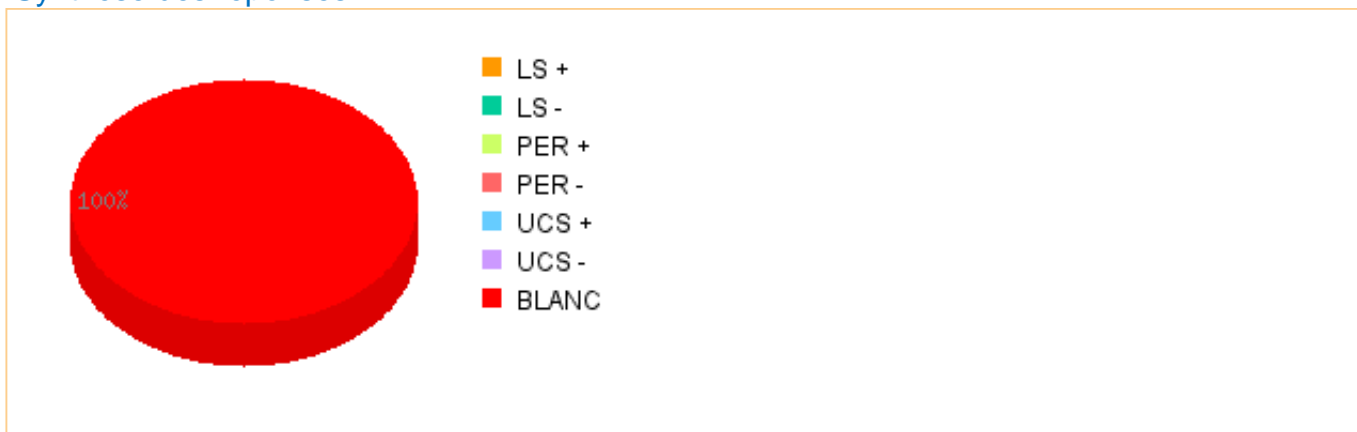 100%
LS +
LS -
PER +
PER -
UCS +
UCS -
BLANC